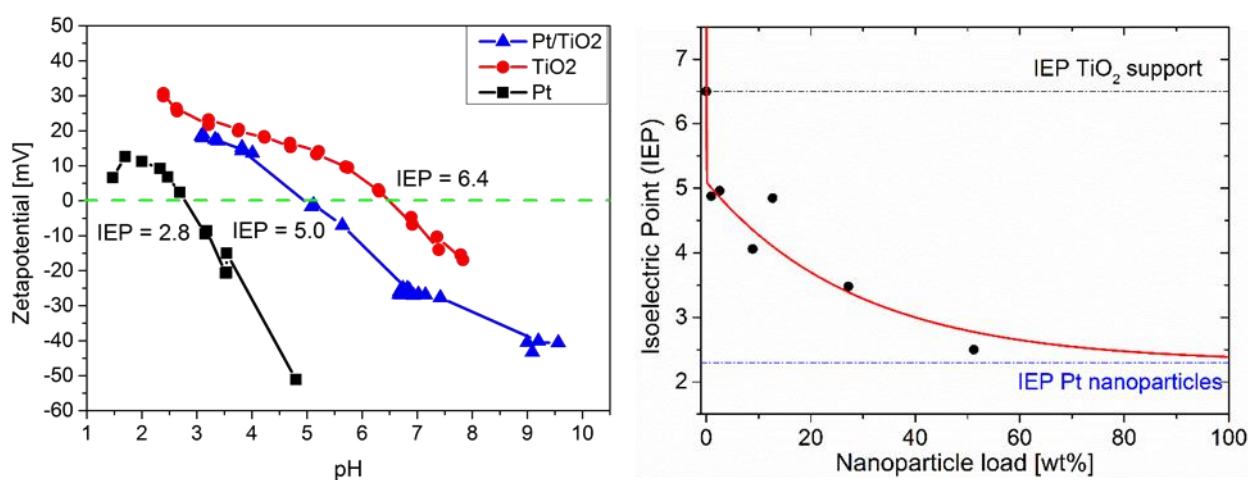 50
40
30
20
10
0
-10
-20
-30
-40
-50
-60
Zetapotential [mV]
Pt/TiO2
TiO2
Pt
IEP = 6.4
IEP = 2.8
IEP = 5.0
1 2 3 4 5 6 7 8 9 10
pH
7
6
5
4
3
2
Isoelectric Point (IEP)
IEP TiO₂ support
IEP Pt nanoparticles
0 20 40 60 80 100
Nanoparticle load [wt%]